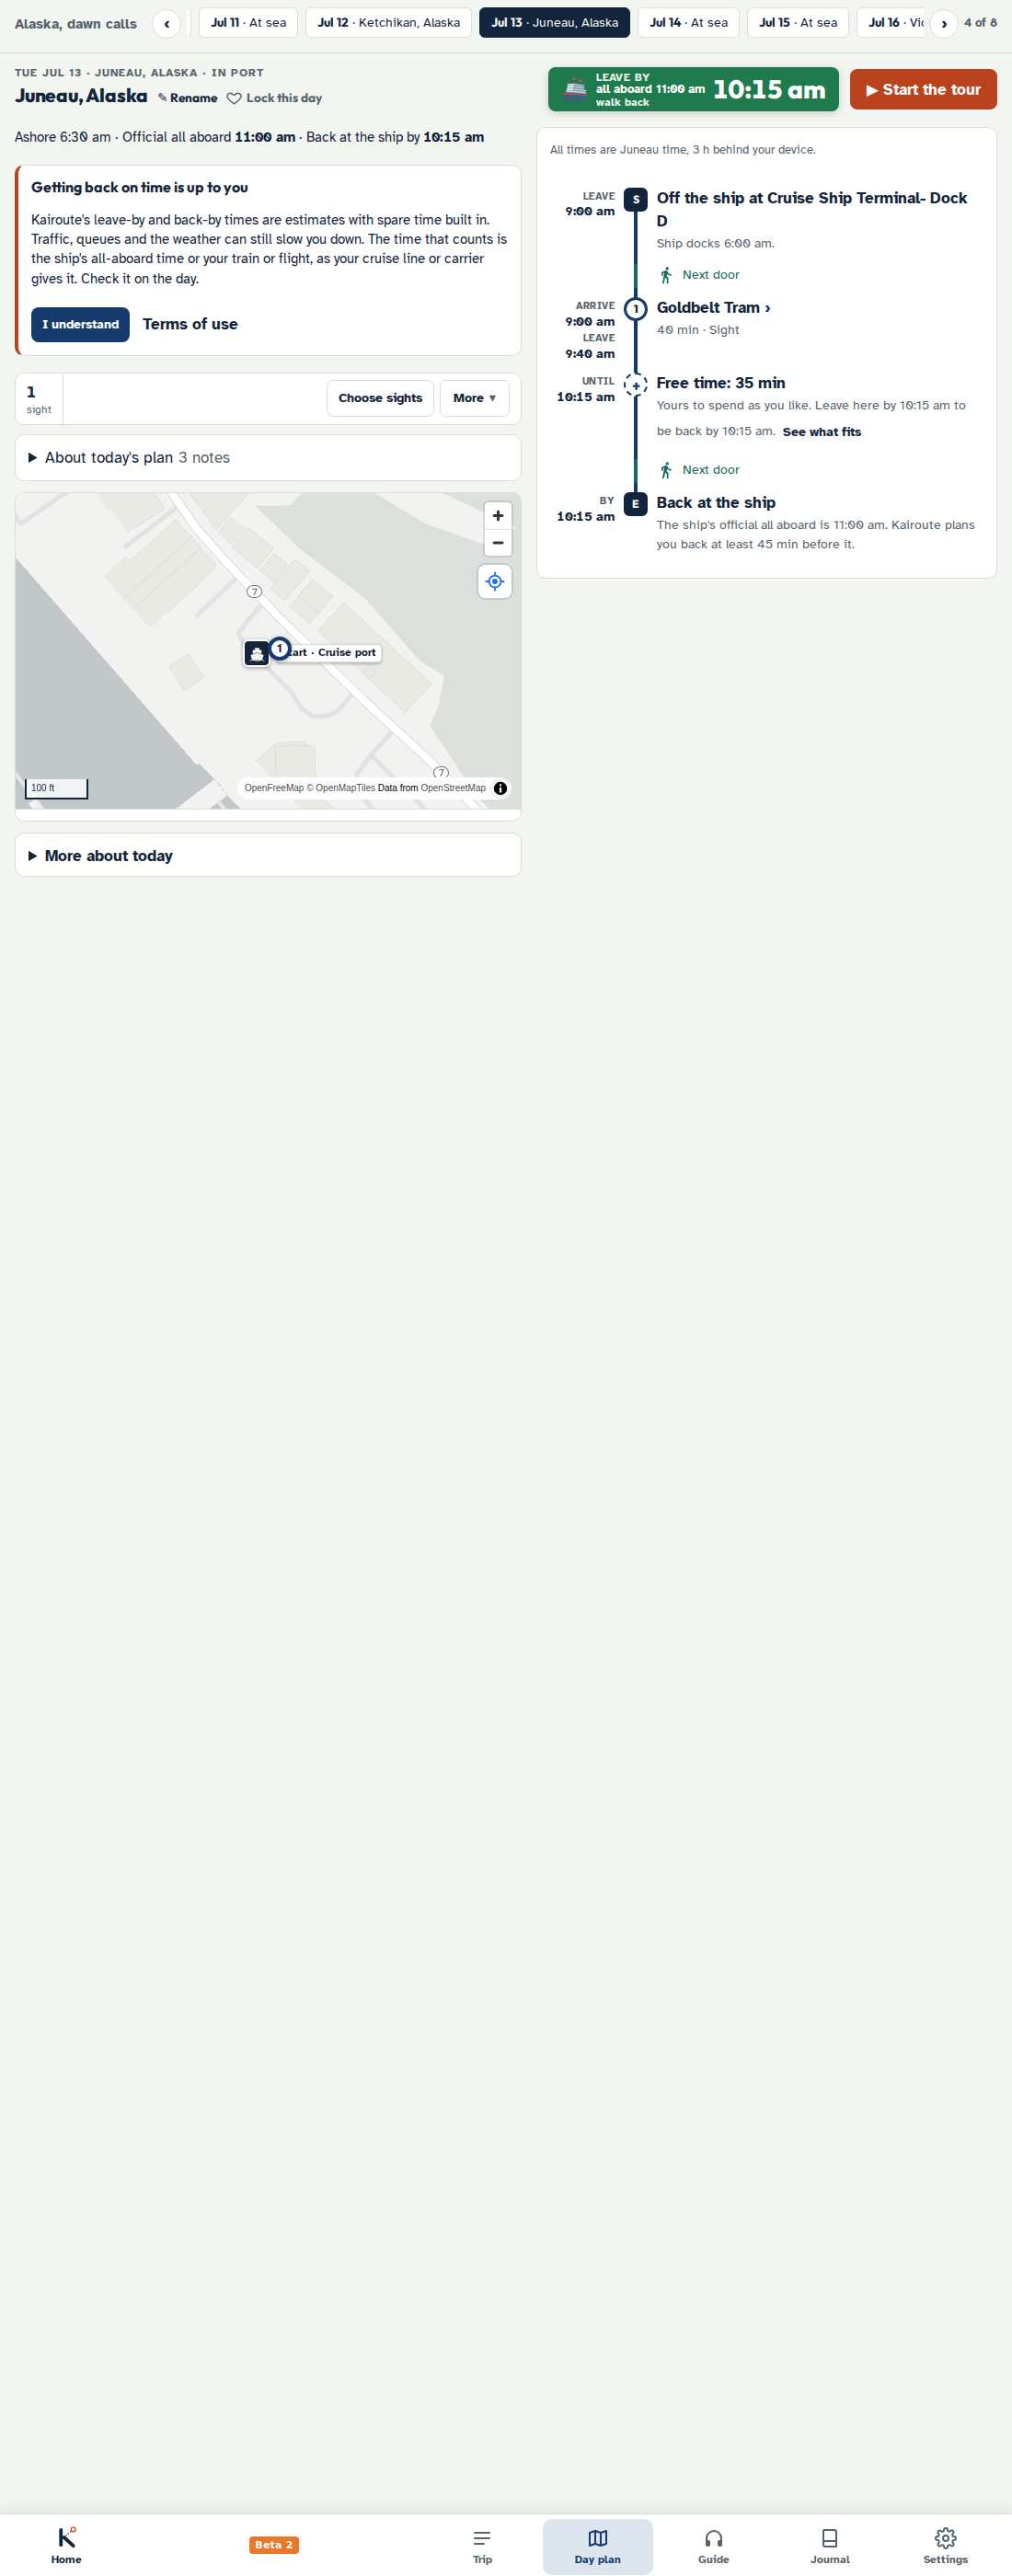 Alaska, dawn calls
‹
Jul 11 · At sea
Jul 12 · Ketchikan, Alaska
Jul 13 · Juneau, Alaska
Jul 14 · At sea
Jul 15 · At sea
Jul 16 · Vic
›
4 of 8
TUE JUL 13 · JUNEAU, ALASKA · IN PORT
Juneau, Alaska
✎ Rename
Lock this day
LEAVE BY
all aboard 11:00 am
walk back
10:15 am
▶ Start the tour
Ashore 6:30 am · Official all aboard 11:00 am · Back at the ship by 10:15 am
Getting back on time is up to you
Kairoute's leave-by and back-by times are estimates with spare time built in.
Traffic, queues and the weather can still slow you down. The time that counts is
the ship's all-aboard time or your train or flight, as your cruise line or carrier
gives it. Check it on the day.
I understand
Terms of use
1
sight
Choose sights
More ▼
▶ About today's plan 3 notes
+
−
7
1
art · Cruise port
7
100 ft
OpenFreeMap © OpenMapTiles Data from OpenStreetMap
▶ More about today
All times are Juneau time, 3 h behind your device.
LEAVE
9:00 am
S
Off the ship at Cruise Ship Terminal- Dock
D
Ship docks 6:00 am.
Next door
ARRIVE
9:00 am
LEAVE
9:40 am
1
Goldbelt Tram ›
40 min · Sight
UNTIL
10:15 am
+
Free time: 35 min
Yours to spend as you like. Leave here by 10:15 am to
be back by 10:15 am. See what fits
Next door
BY
10:15 am
E
Back at the ship
The ship's official all aboard is 11:00 am. Kairoute plans
you back at least 45 min before it.
Home
Beta 2
Trip
Day plan
Guide
Journal
Settings